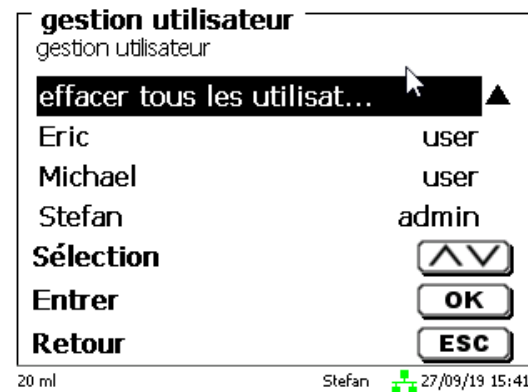 gestion utilisateur
gestion utilisateur
effacer tous les utilisat...
Eric user
Michael user
Stefan admin
Sélection
Entrer OK
Retour ESC
20 ml Stefan 27/09/19 15:41